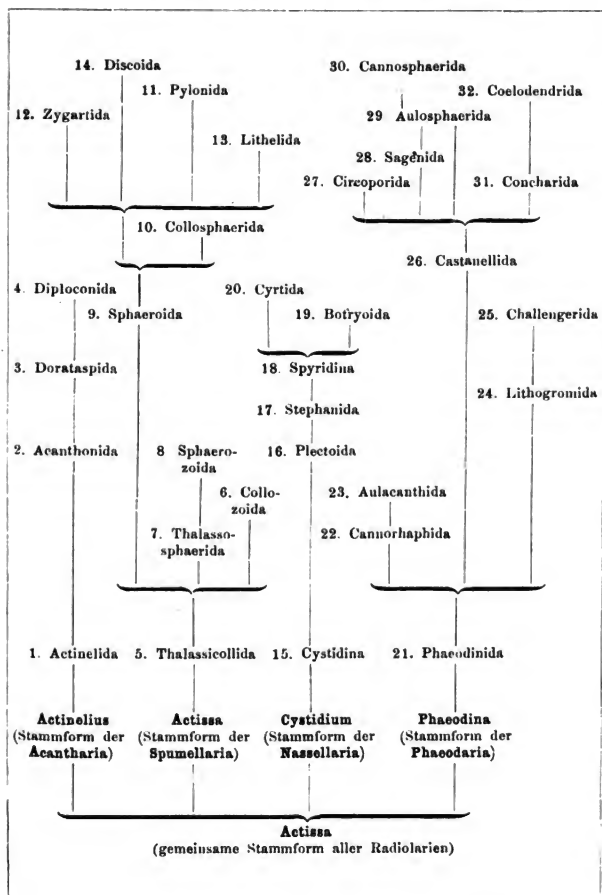 14. Discoida
30. Cannosphaerida
11. Pylonida
32. Coelodendrida
12. Zygartida
29 Aulosphaerida
13. Lithelida
28. Sagenida
27. Circoporida
31. Concharida
10. Collosphaerida
26. Castanellida
4. Diploconida
20. Cyrtida
9. Sphaeroida
19. Botryoida
25. Challengerida
3. Dorataspida
18. Spyridina
24. Lithogromida
17. Stephanida
2. Acanthonida
8 Sphaero-
zoida
16. Plectoida
6. Collo-
zoida
23. Aulacanthida
7. Thalasso-
sphaerida
22. Cannorhaphida
1. Actinelida
5. Thalassicollida
15. Cystidina
21. Phaeodinida
Actinelius
(Stammform der
Acantharia)
Actissa
(Stammform der
Spumellaria)
Cystidium
(Stammform der
Nassellaria)
Phaeodina
(Stammform der
Phaeodaria)
Actissa
(gemeinsame Stammform aller Radiolarien)